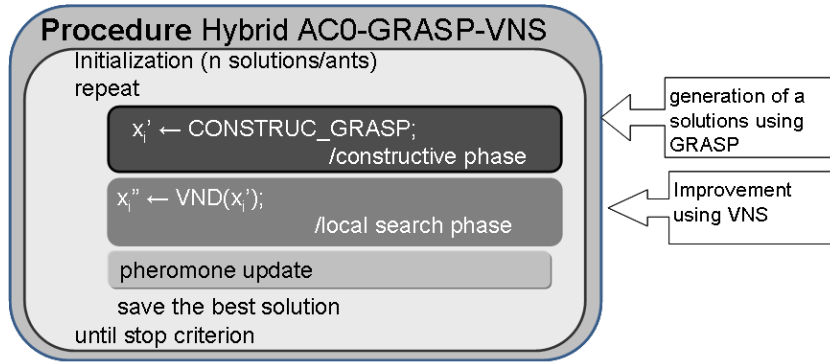 Procedure Hybrid AC0-GRASP-VNS
Initialization (n solutions/ants)
repeat
xi' ← CONSTRUC_GRASP;
/constructive phase
xi" ← VND(xi');
/local search phase
pheromone update
save the best solution
until stop criterion
generation of a
solutions using
GRASP
Improvement
using VNS